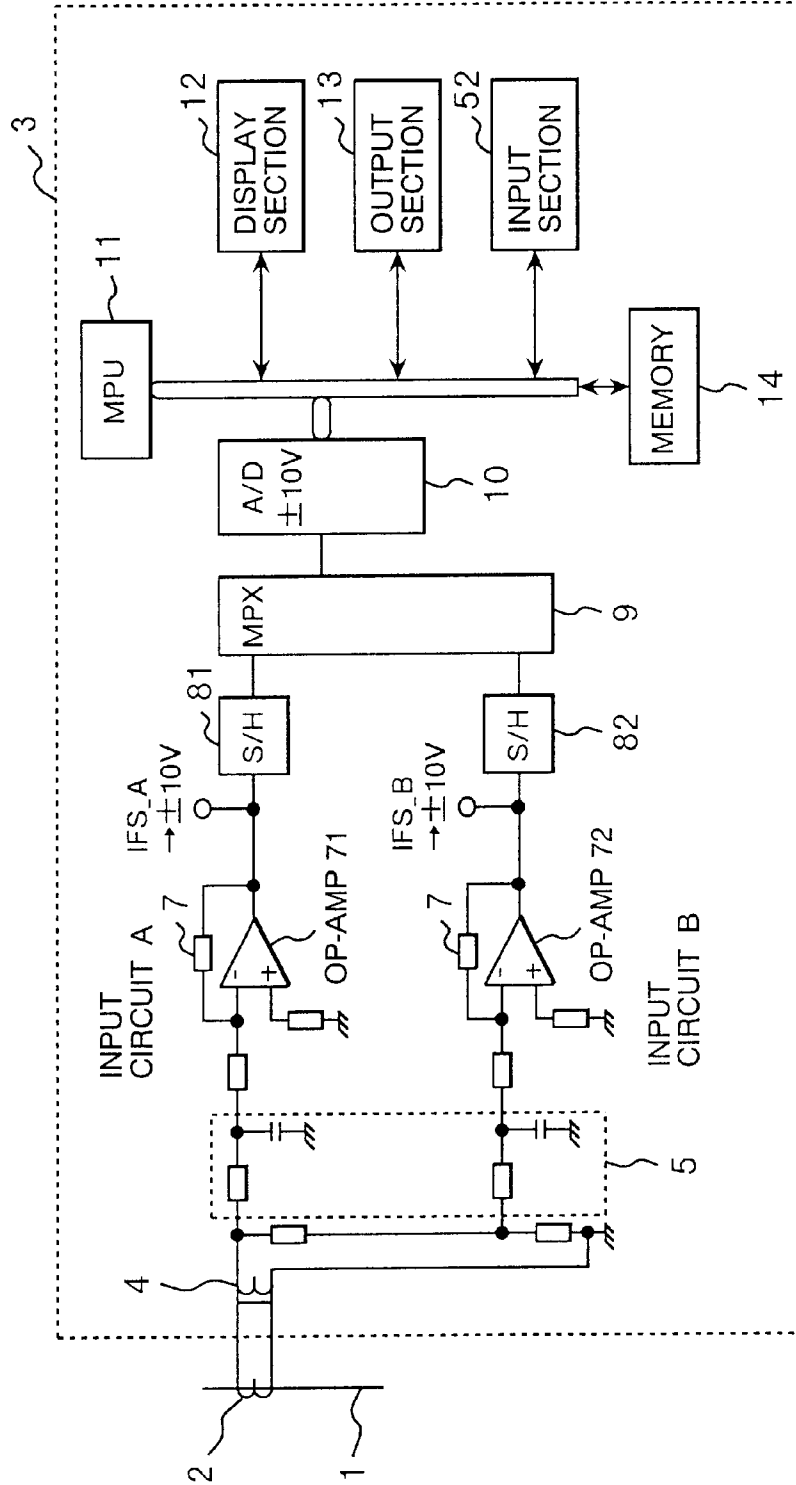 3
11
MPU
12
DISPLAY
SECTION
13
OUTPUT
SECTION
52
INPUT
SECTION
MEMORY
14
A/D
±10V
10
MPX
9
81
S/H
S/H
82
IFS_A
→±10V
IFS_B
→±10V
INPUT
CIRCUIT A
7
-
+
OP-AMP 71
7
-
+
OP-AMP 72
INPUT
CIRCUIT B
5
4
2
1